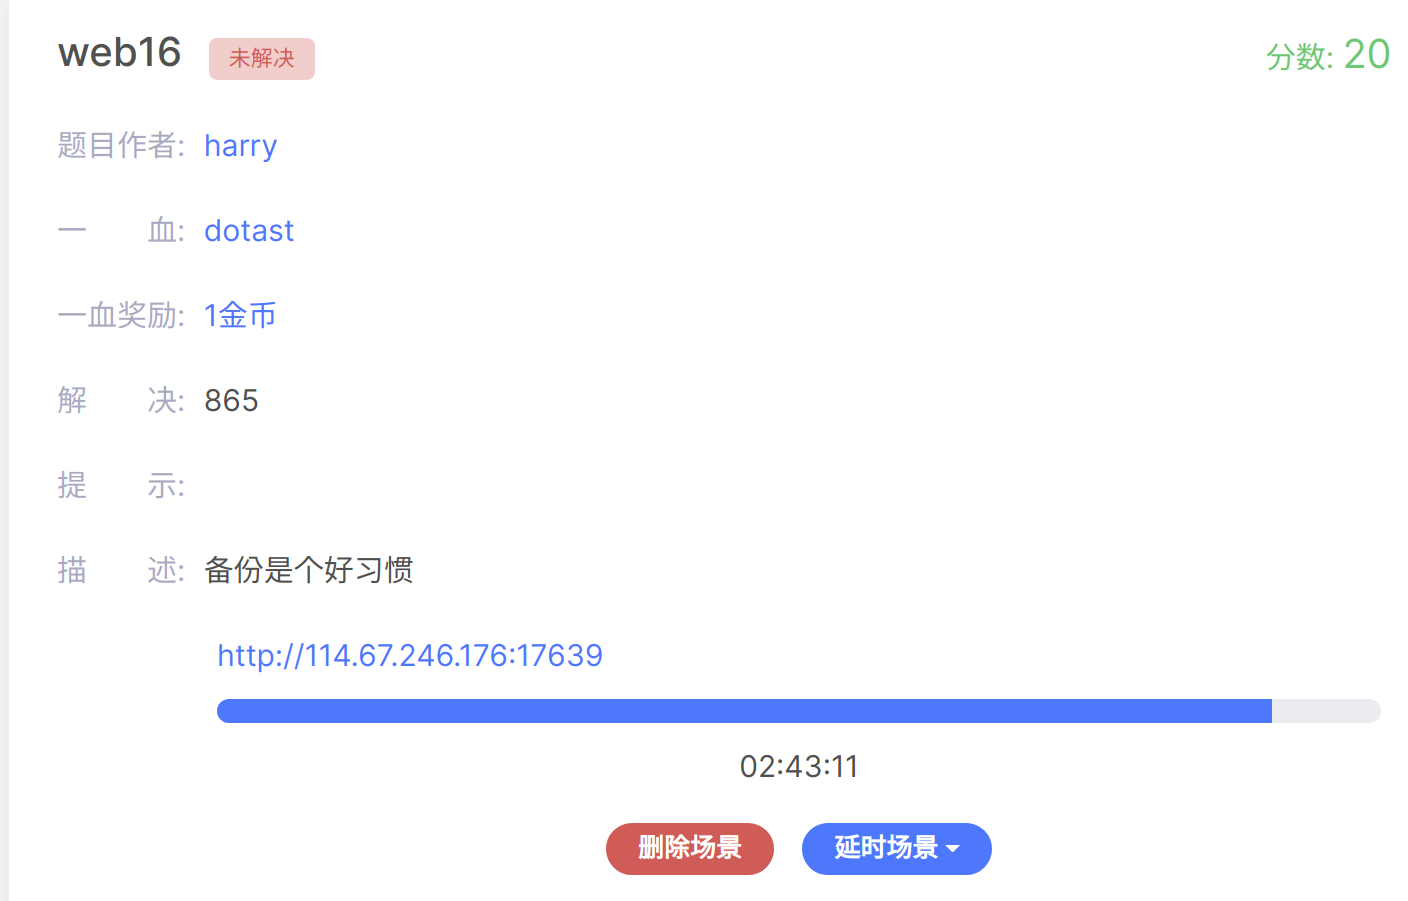 web16 未解决 分数: 20
题目作者: harry
一 血: dotast
一血奖励: 1金币
解 决: 865
提 示:
描 述: 备份是个好习惯
http://114.67.246.176:17639
02:43:11
删除场景 延时场景